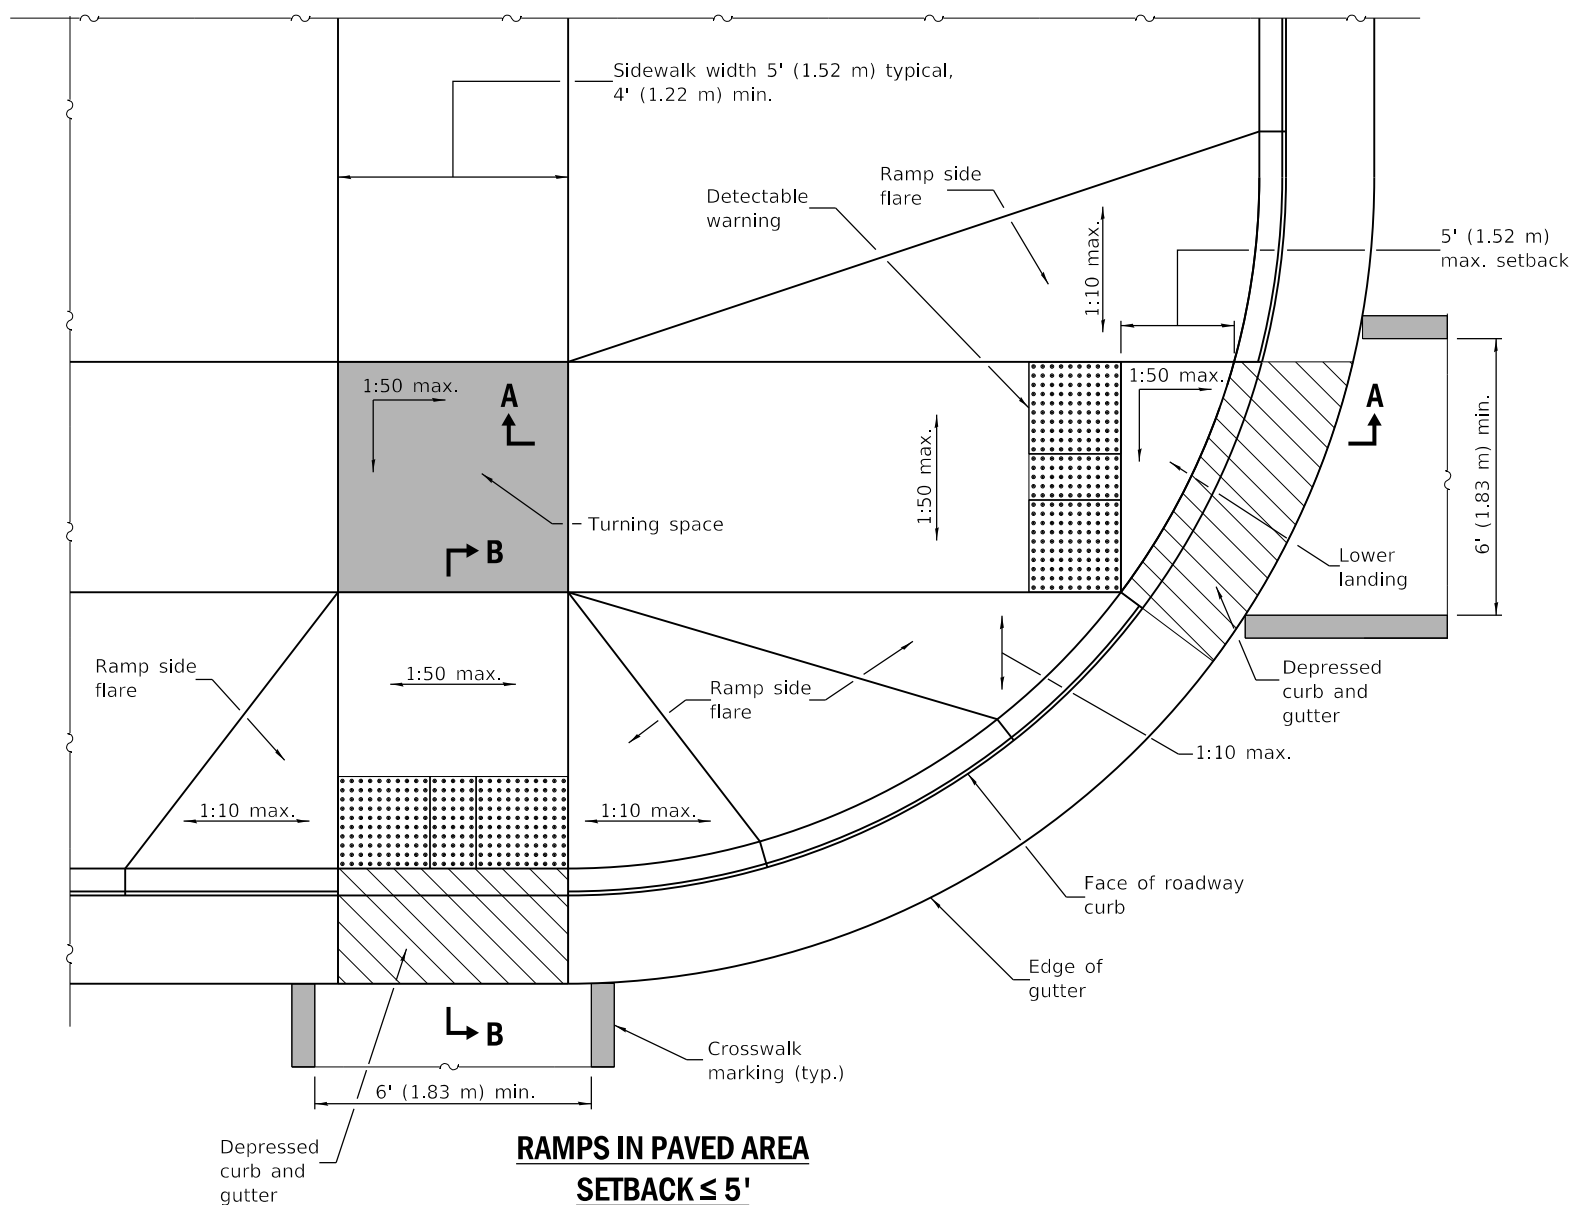 Sidewalk width 5' (1.52 m) typical,
4' (1.22 m) min.
Ramp side
flare
Detectable
warning
1:10 max.
5' (1.52 m)
max. setback
1:50 max.
A
1:50 max.
A
1:50 max.
6' (1.83 m) min.
Turning space
B
Lower
landing
Ramp side
flare
1:50 max.
Ramp side
flare
Depressed
curb and
gutter
1:10 max.
1:10 max.
1:10 max.
Face of roadway
curb
Edge of
gutter
B
Crosswalk
marking (typ.)
6' (1.83 m) min.
Depressed
curb and
gutter
RAMPS IN PAVED AREA
SETBACK ≤ 5'